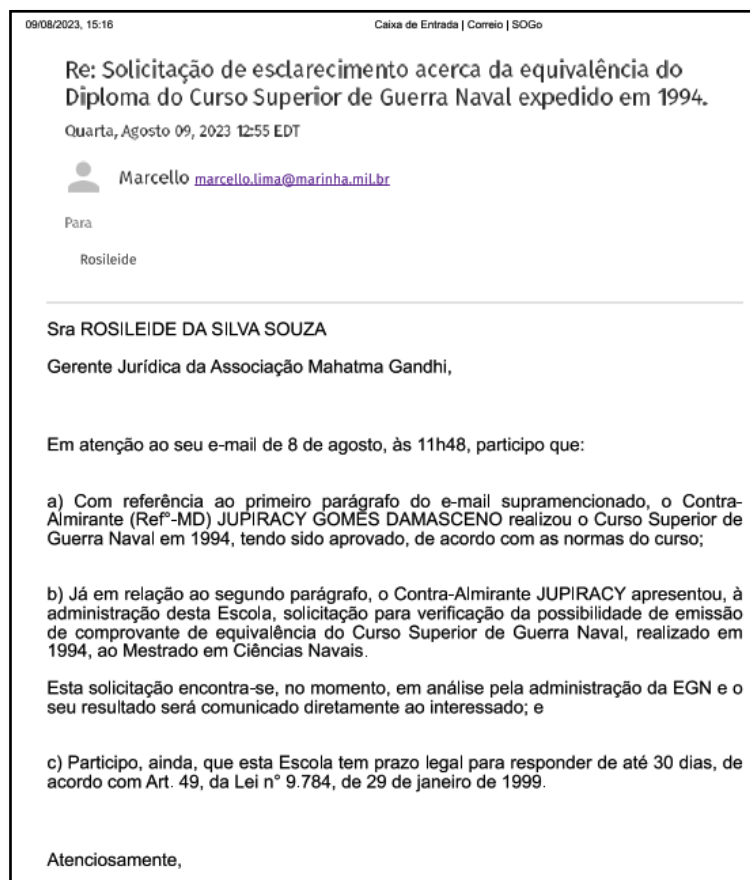 09/08/2023, 15:16
Caixa de Entrada | Correio | SOGo
Re: Solicitação de esclarecimento acerca da equivalência do
Diploma do Curso Superior de Guerra Naval expedido em 1994.
Quarta, Agosto 09, 2023 12:55 EDT
Marcello marcello.lima@marinha.mil.br
Para
Rosileide
Sra ROSILEIDE DA SILVA SOUZA
Gerente Jurídica da Associação Mahatma Gandhi,
Em atenção ao seu e-mail de 8 de agosto, às 11h48, participo que:
a) Com referência ao primeiro parágrafo do e-mail supramencionado, o Contra-
Almirante (Refº-MD) JUPIRACY GOMES DAMASCENO realizou o Curso Superior de
Guerra Naval em 1994, tendo sido aprovado, de acordo com as normas do curso;
b) Já em relação ao segundo parágrafo, o Contra-Almirante JUPIRACY apresentou, à
administração desta Escola, solicitação para verificação da possibilidade de emissão
de comprovante de equivalência do Curso Superior de Guerra Naval, realizado em
1994, ao Mestrado em Ciências Navais.
Esta solicitação encontra-se, no momento, em análise pela administração da EGN e o
seu resultado será comunicado diretamente ao interessado; e
c) Participo, ainda, que esta Escola tem prazo legal para responder de até 30 dias, de
acordo com Art. 49, da Lei n° 9.784, de 29 de janeiro de 1999.
Atenciosamente,